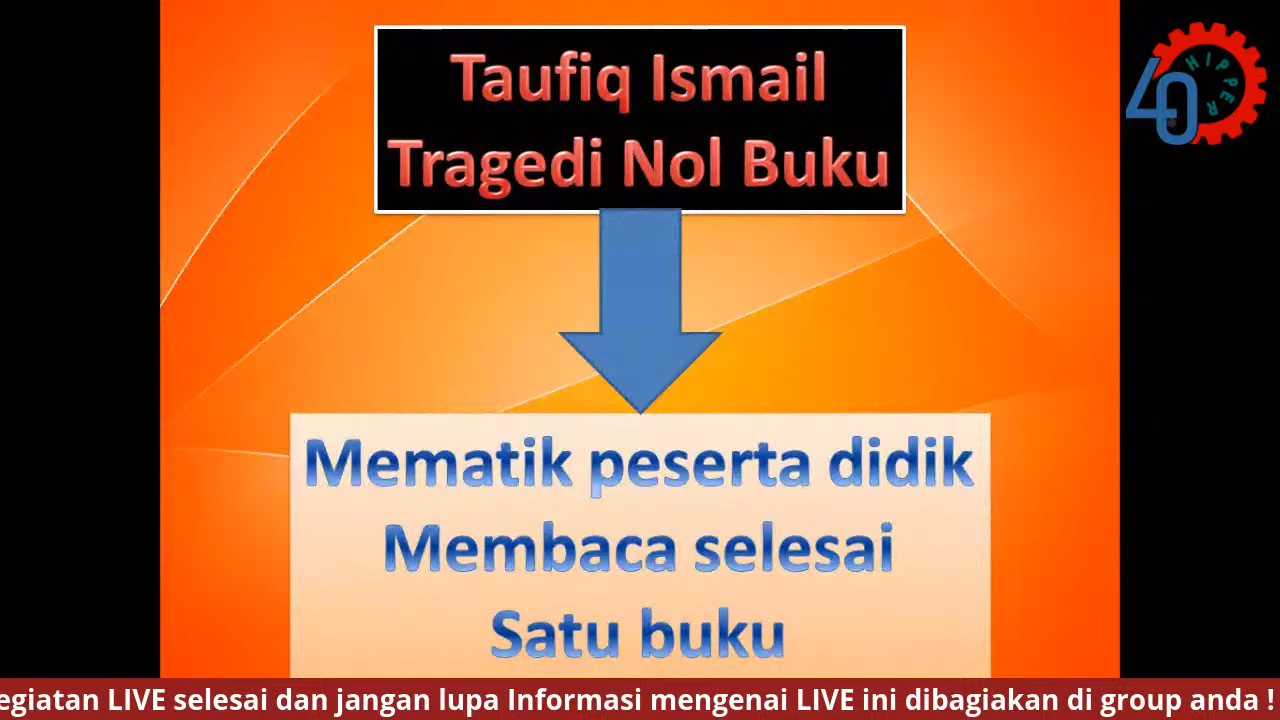 Taufiq Ismail
Tragedi Nol Buku
40
HIPPER
Mematik peserta didik
Membaca selesai
Satu buku
egiatan LIVE selesai dan jangan lupa Informasi mengenai LIVE ini dibagiakan di group anda !